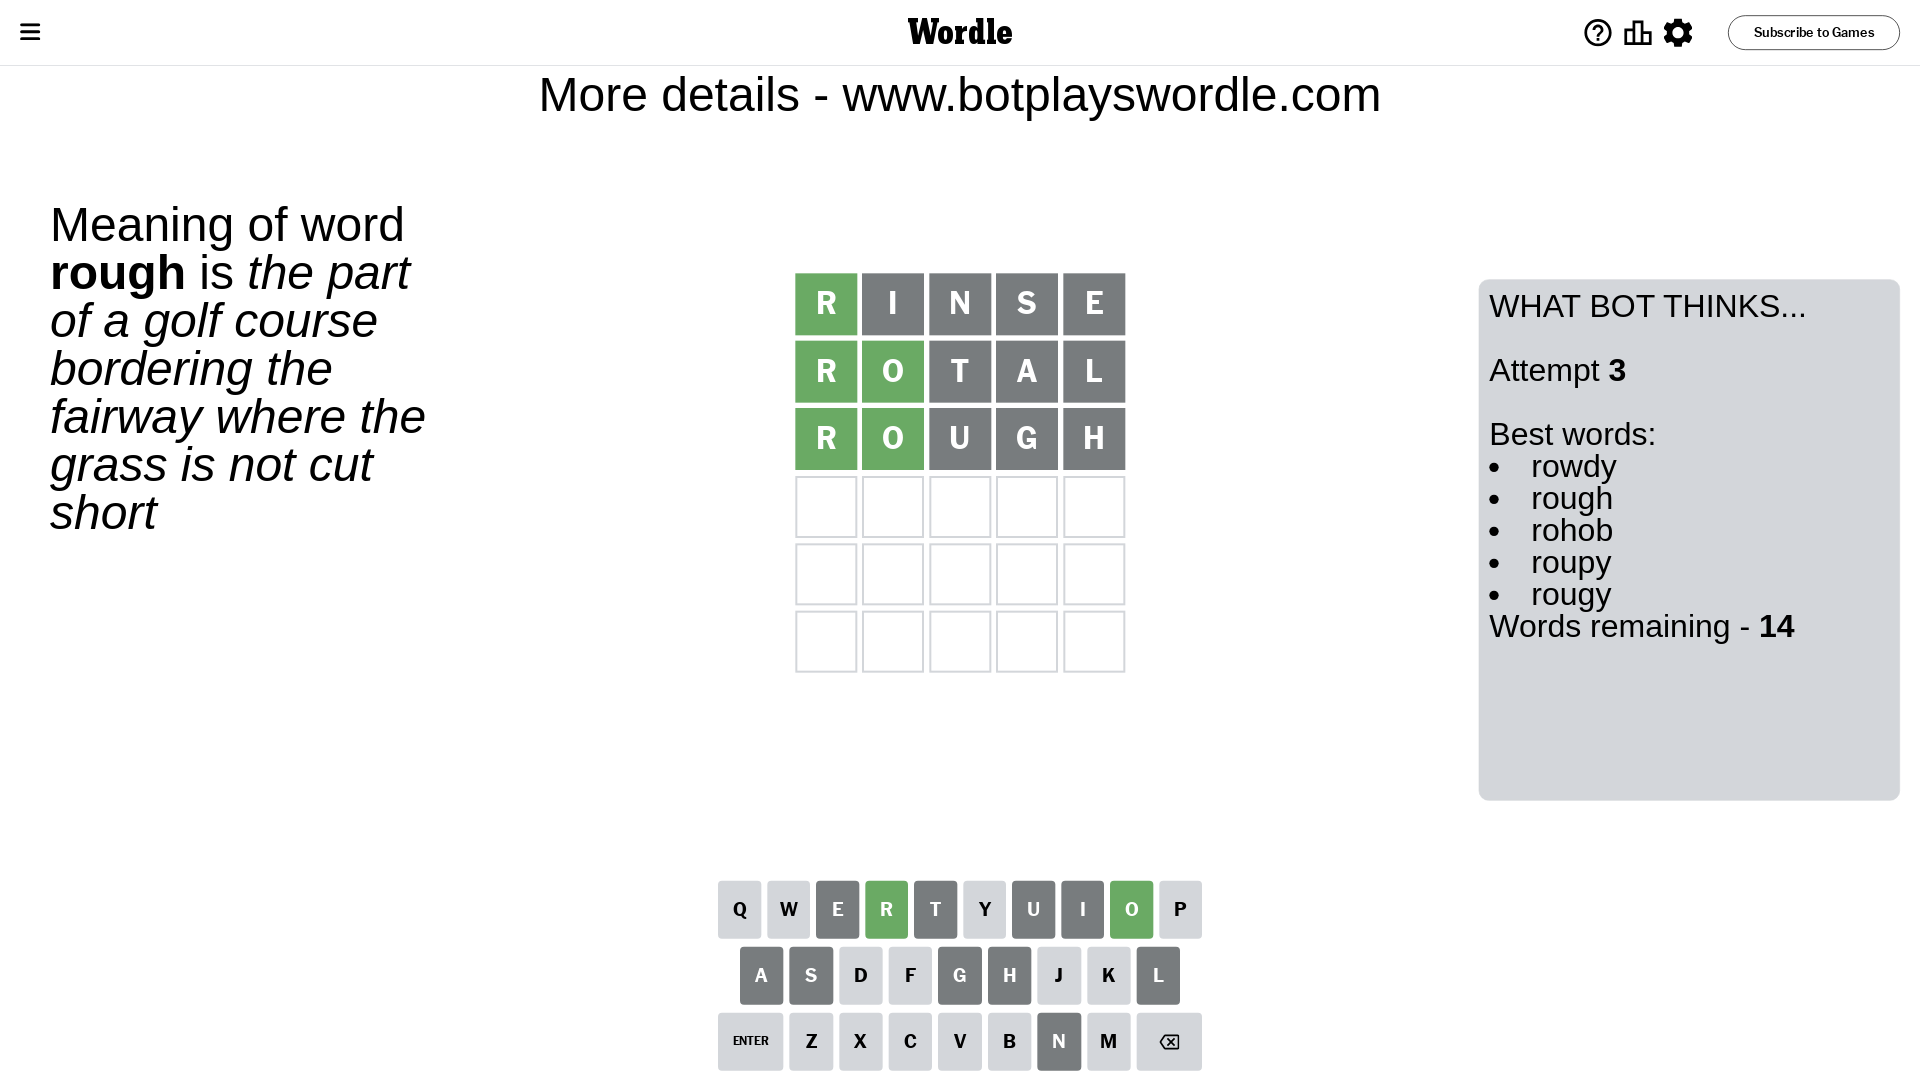 Wordle
Subscribe to Games
More details - www.botplayswordle.com
Meaning of word
rough is the part
of a golf course
bordering the
fairway where the
grass is not cut
short
R I N S E
R O T A L
R O U G H
WHAT BOT THINKS...
Attempt 3
Best words:
• rowdy
• rough
• rohob
• roupy
• rougy
Words remaining - 14
Q W E R T Y U I O P
A S D F G H J K L
ENTER Z X C V B N M